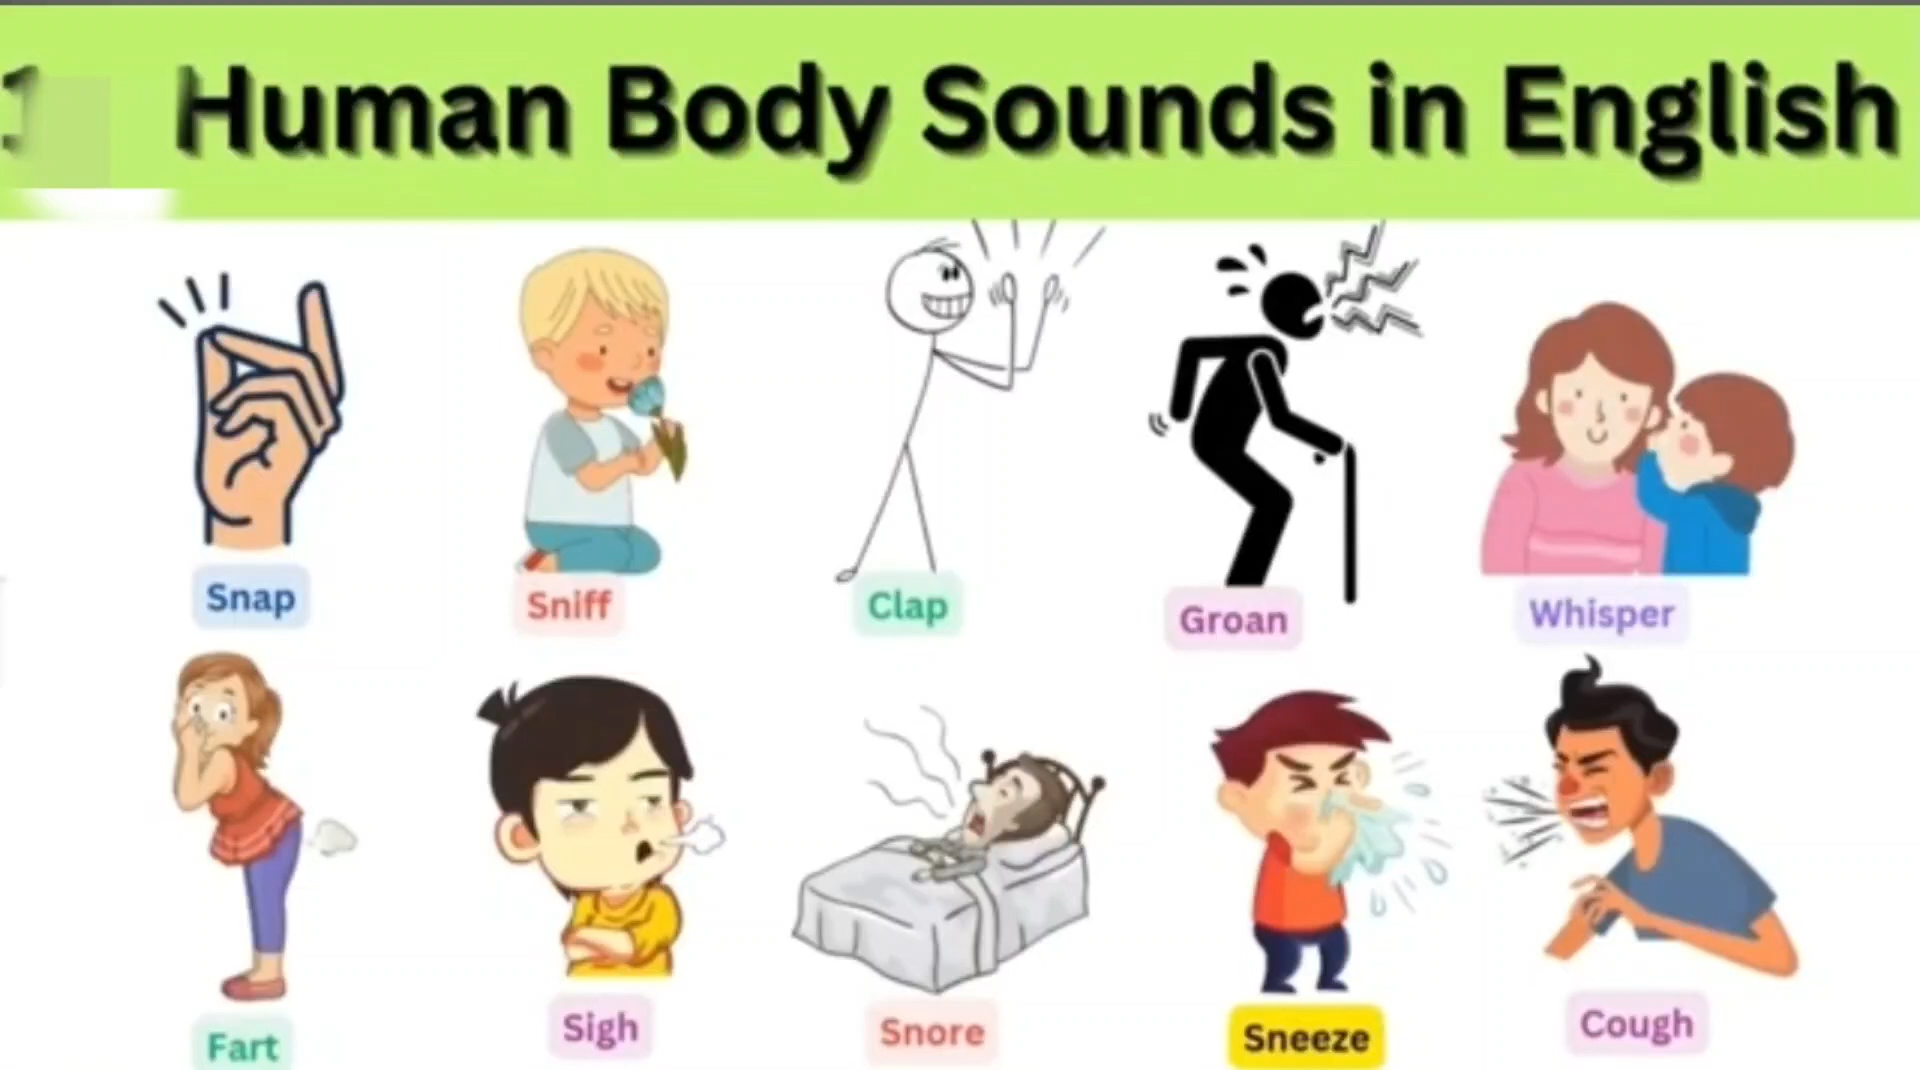 Human Body Sounds in English
Snap
Sniff
Clap
Groan
Whisper
Fart
Sigh
Snore
Sneeze
Cough